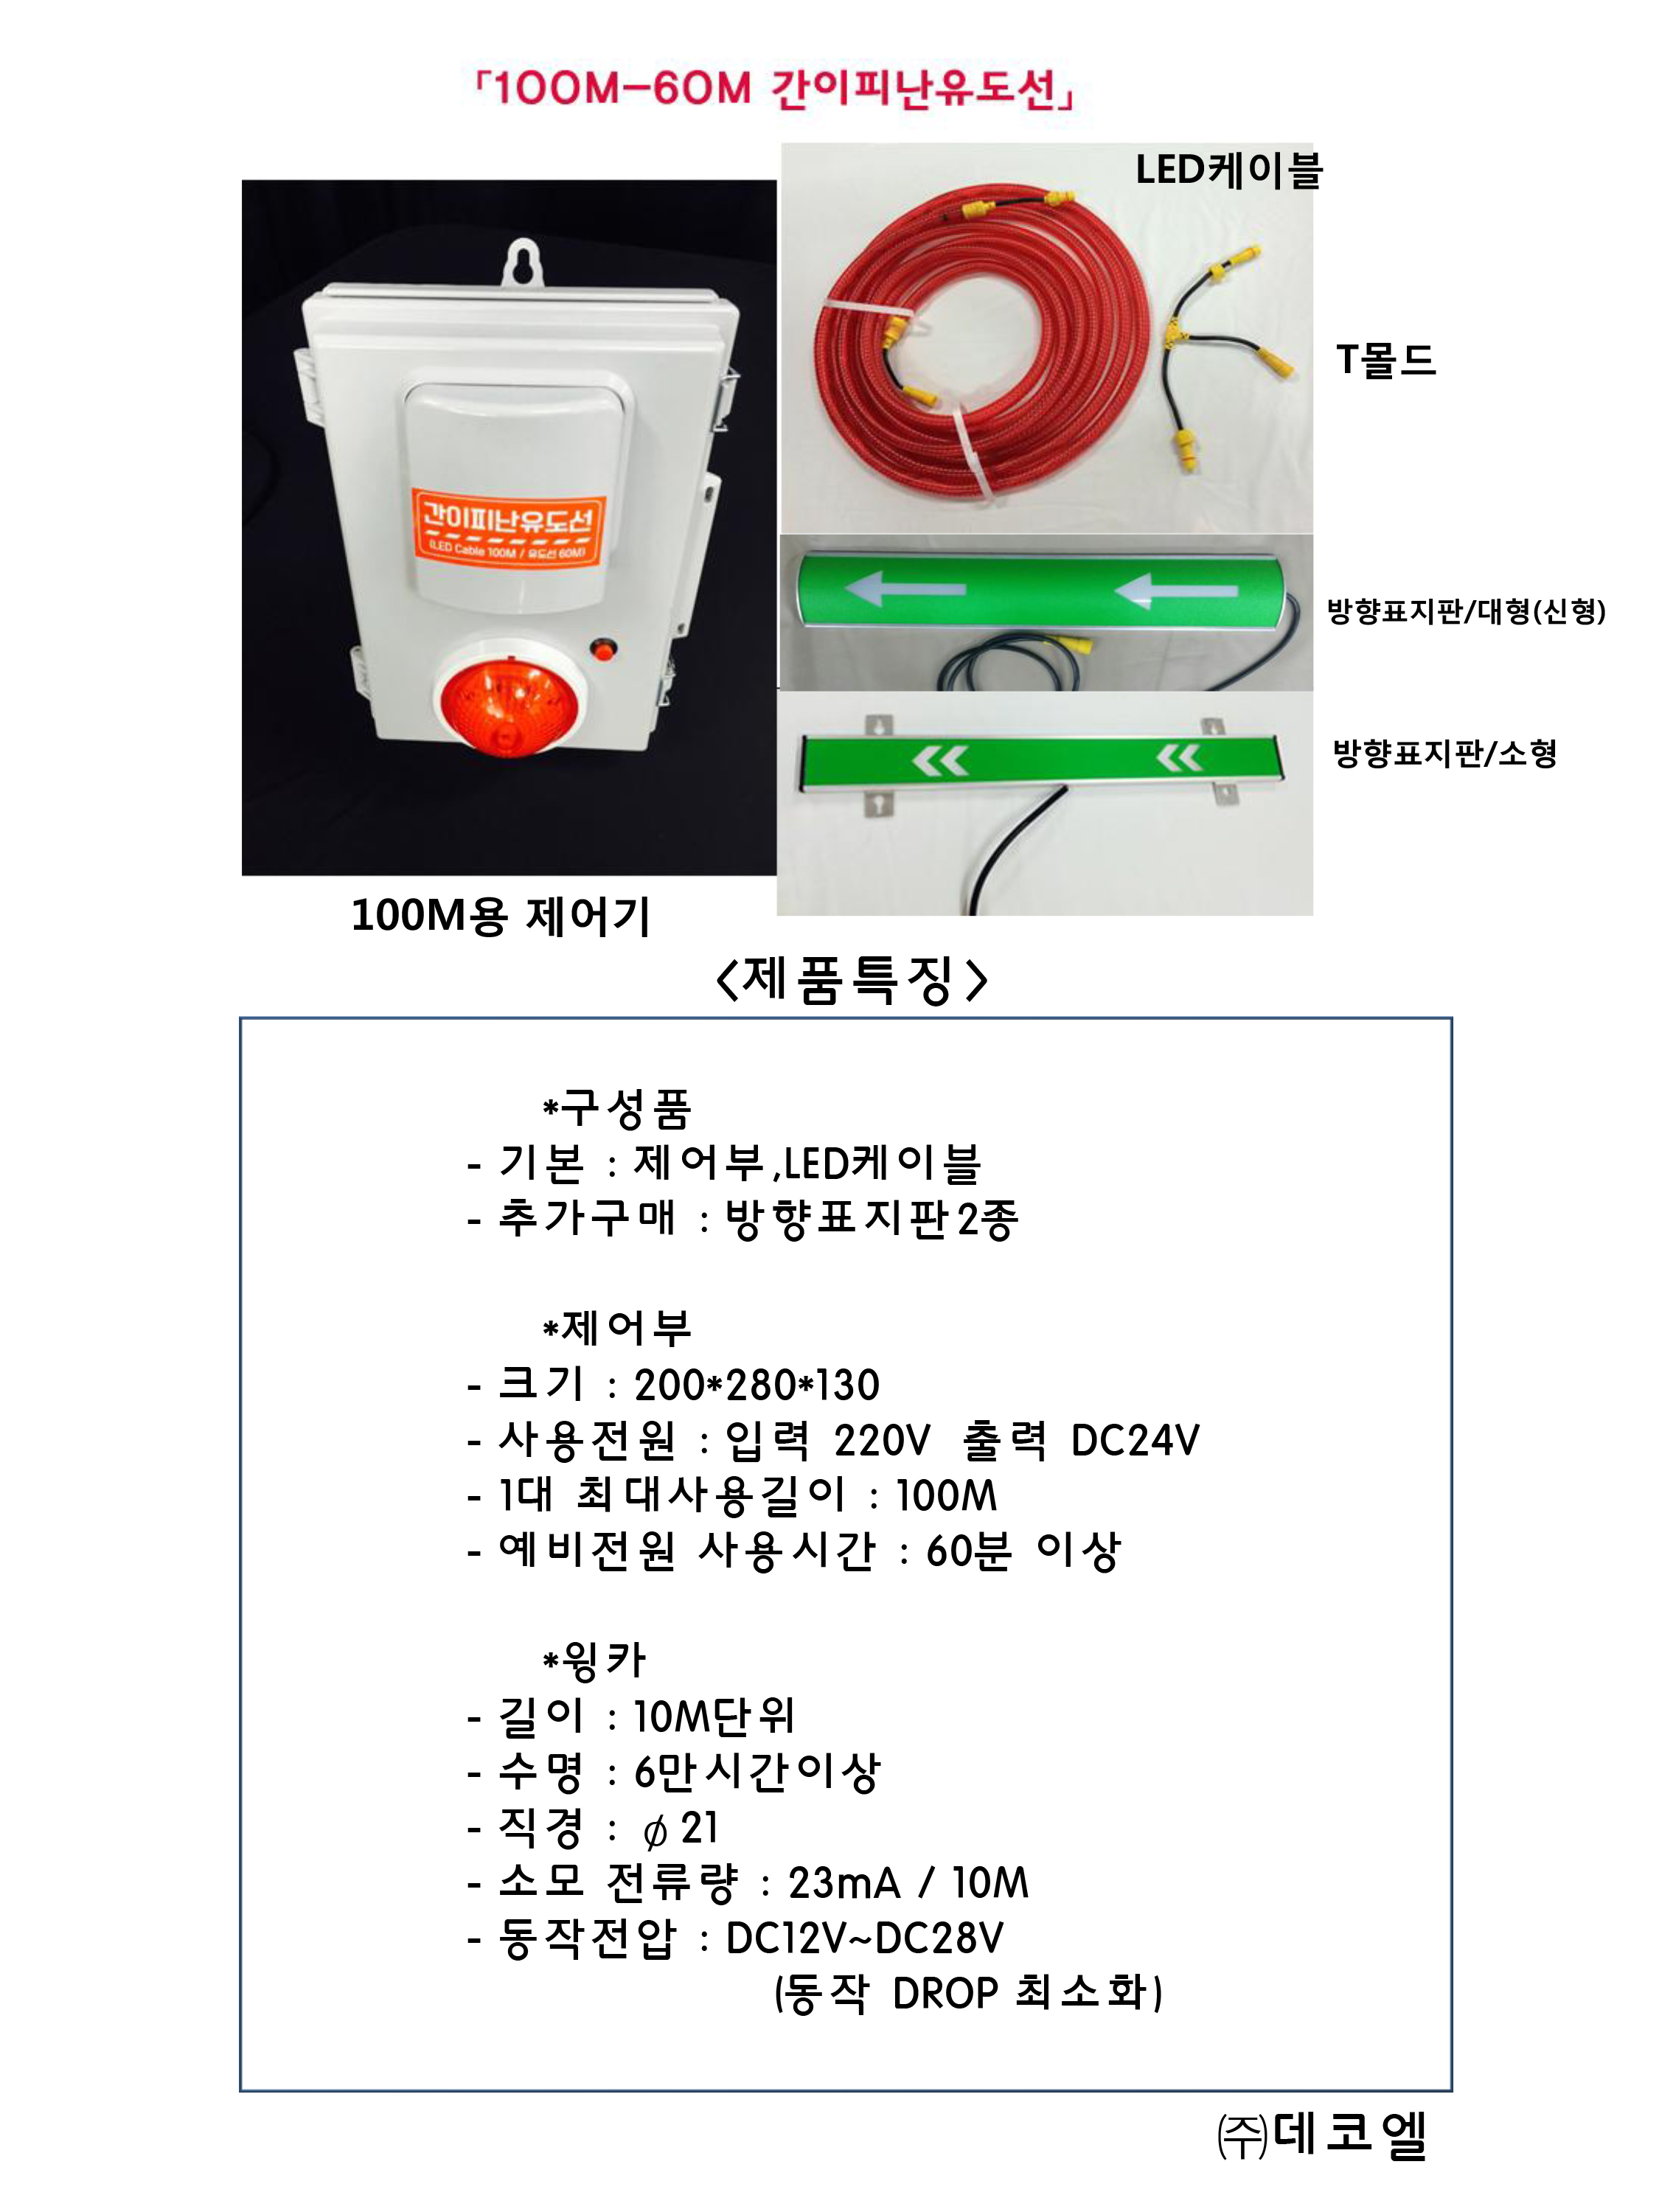 「100M-60M 간이피난유도선」
LED케이블
T몰드
간이피난유도선
(LED Cable 100M / 유도선 60M)
방향표지판/대형(신형)
방향표지판/소형
100M용 제어기
<제품특징>
*구성품
- 기본 : 제어부,LED케이블
- 추가구매 : 방향표지판2종
*제어부
- 크기 : 200*280*130
- 사용전원 : 입력 220V 출력 DC24V
- 1대 최대사용길이 : 100M
- 예비전원 사용시간 : 60분 이상
*윙카
- 길이 : 10M단위
- 수명 : 6만시간이상
- 직경 : ∅21
- 소모 전류량 : 23mA / 10M
- 동작전압 : DC12V~DC28V
(동작 DROP 최소화)
㈜데코엘